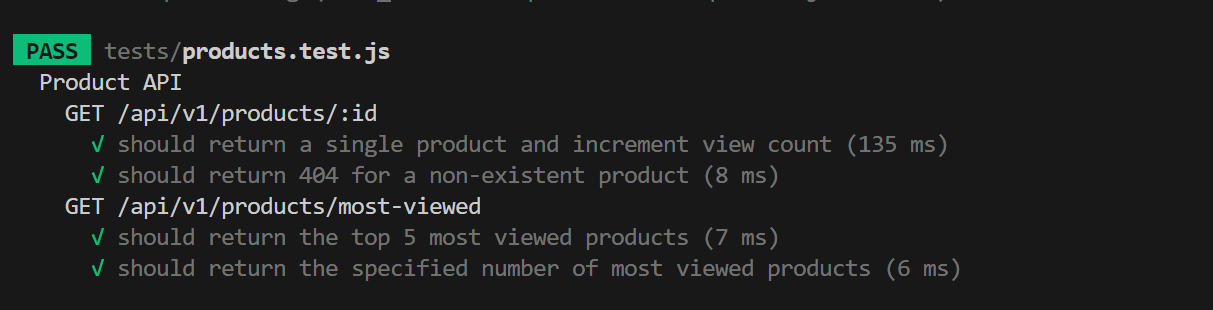 PASS tests/products.test.js
Product API
GET /api/v1/products/:id
√ should return a single product and increment view count (135 ms)
√ should return 404 for a non-existent product (8 ms)
GET /api/v1/products/most-viewed
√ should return the top 5 most viewed products (7 ms)
√ should return the specified number of most viewed products (6 ms)